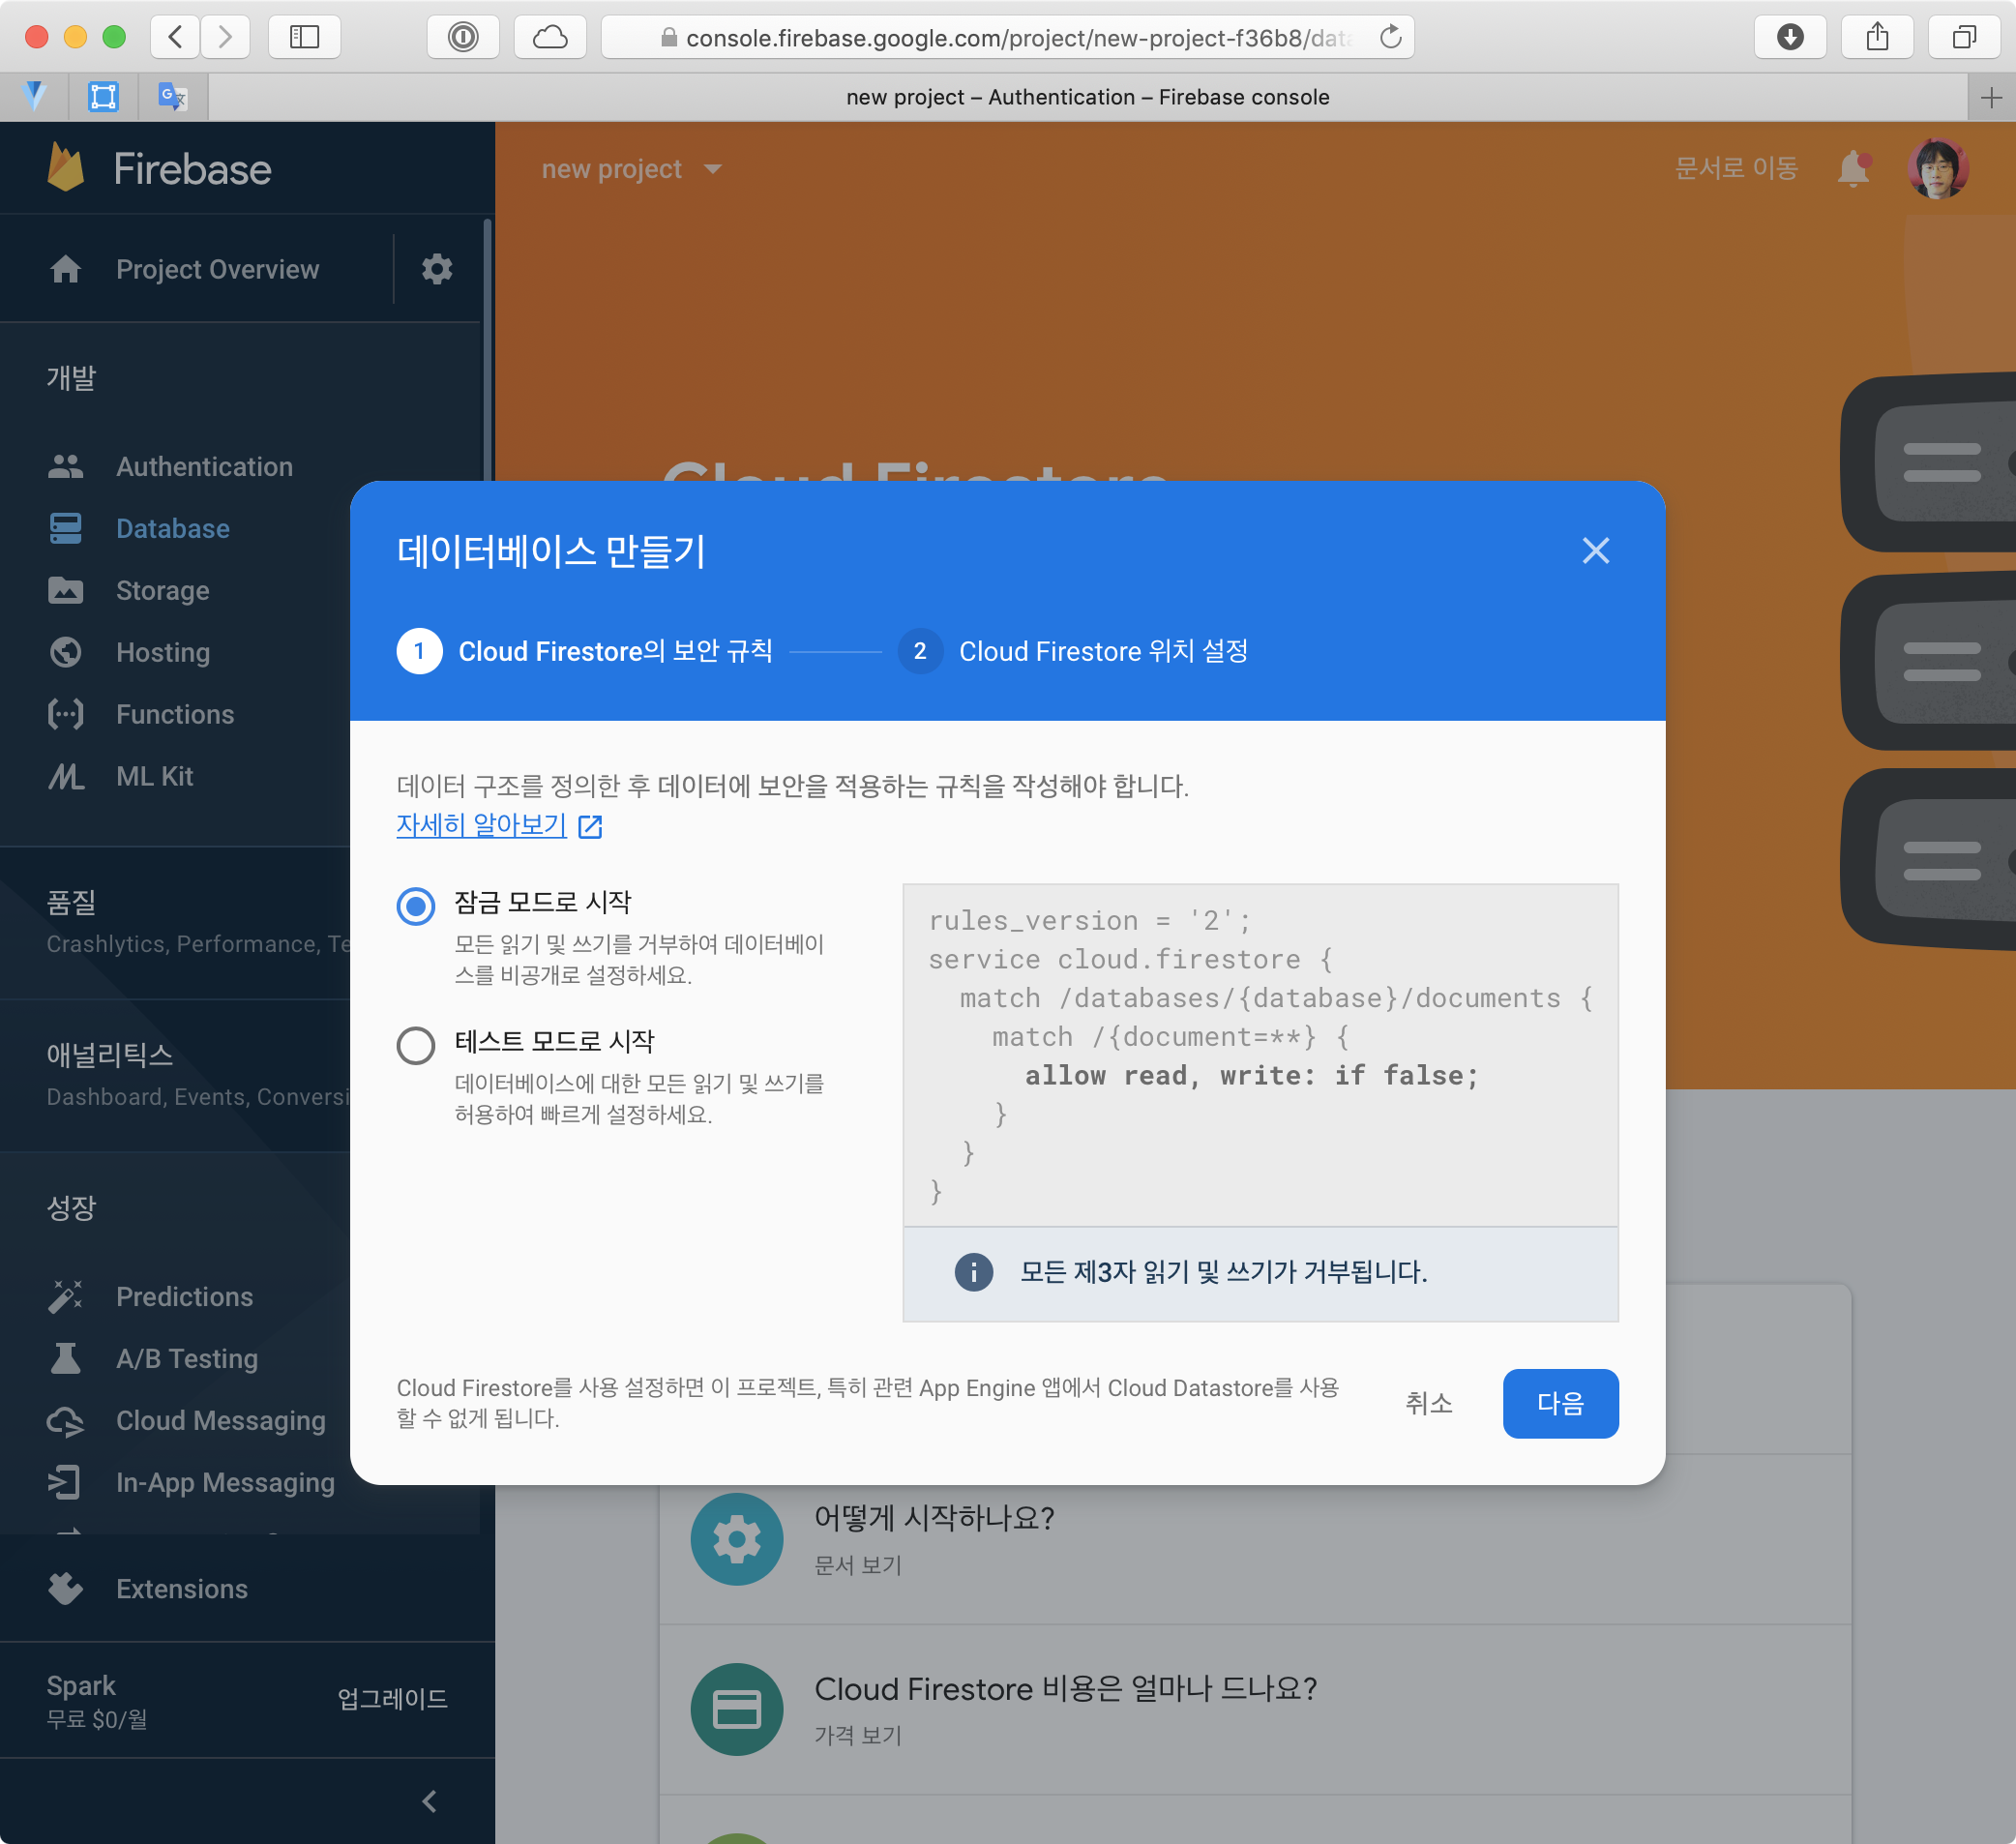 console.firebase.google.com/project/new-project-f36b8/dat
new project – Authentication – Firebase console
Firebase
new project
문서로 이동
Project Overview
개발
Authentication
Database
Storage
Hosting
Functions
ML Kit
품질
Crashlytics, Performance, Te
애널리틱스
Dashboard, Events, Conversi
성장
Predictions
A/B Testing
Cloud Messaging
In-App Messaging
Extensions
Spark
무료 $0/월
업그레이드
Cloud Firestore
데이터베이스 만들기
1 Cloud Firestore의 보안 규칙
2 Cloud Firestore 위치 설정
데이터 구조를 정의한 후 데이터에 보안을 적용하는 규칙을 작성해야 합니다.
자세히 알아보기
잠금 모드로 시작
모든 읽기 및 쓰기를 거부하여 데이터베이
스를 비공개로 설정하세요.
테스트 모드로 시작
데이터베이스에 대한 모든 읽기 및 쓰기를
허용하여 빠르게 설정하세요.
rules_version = '2';
service cloud.firestore {
match /databases/{database}/documents {
match /{document=**} {
allow read, write: if false;
}
}
}
모든 제3자 읽기 및 쓰기가 거부됩니다.
Cloud Firestore를 사용 설정하면 이 프로젝트, 특히 관련 App Engine 앱에서 Cloud Datastore를 사용
할 수 없게 됩니다.
취소
다음
어떻게 시작하나요?
문서 보기
Cloud Firestore 비용은 얼마나 드나요?
가격 보기